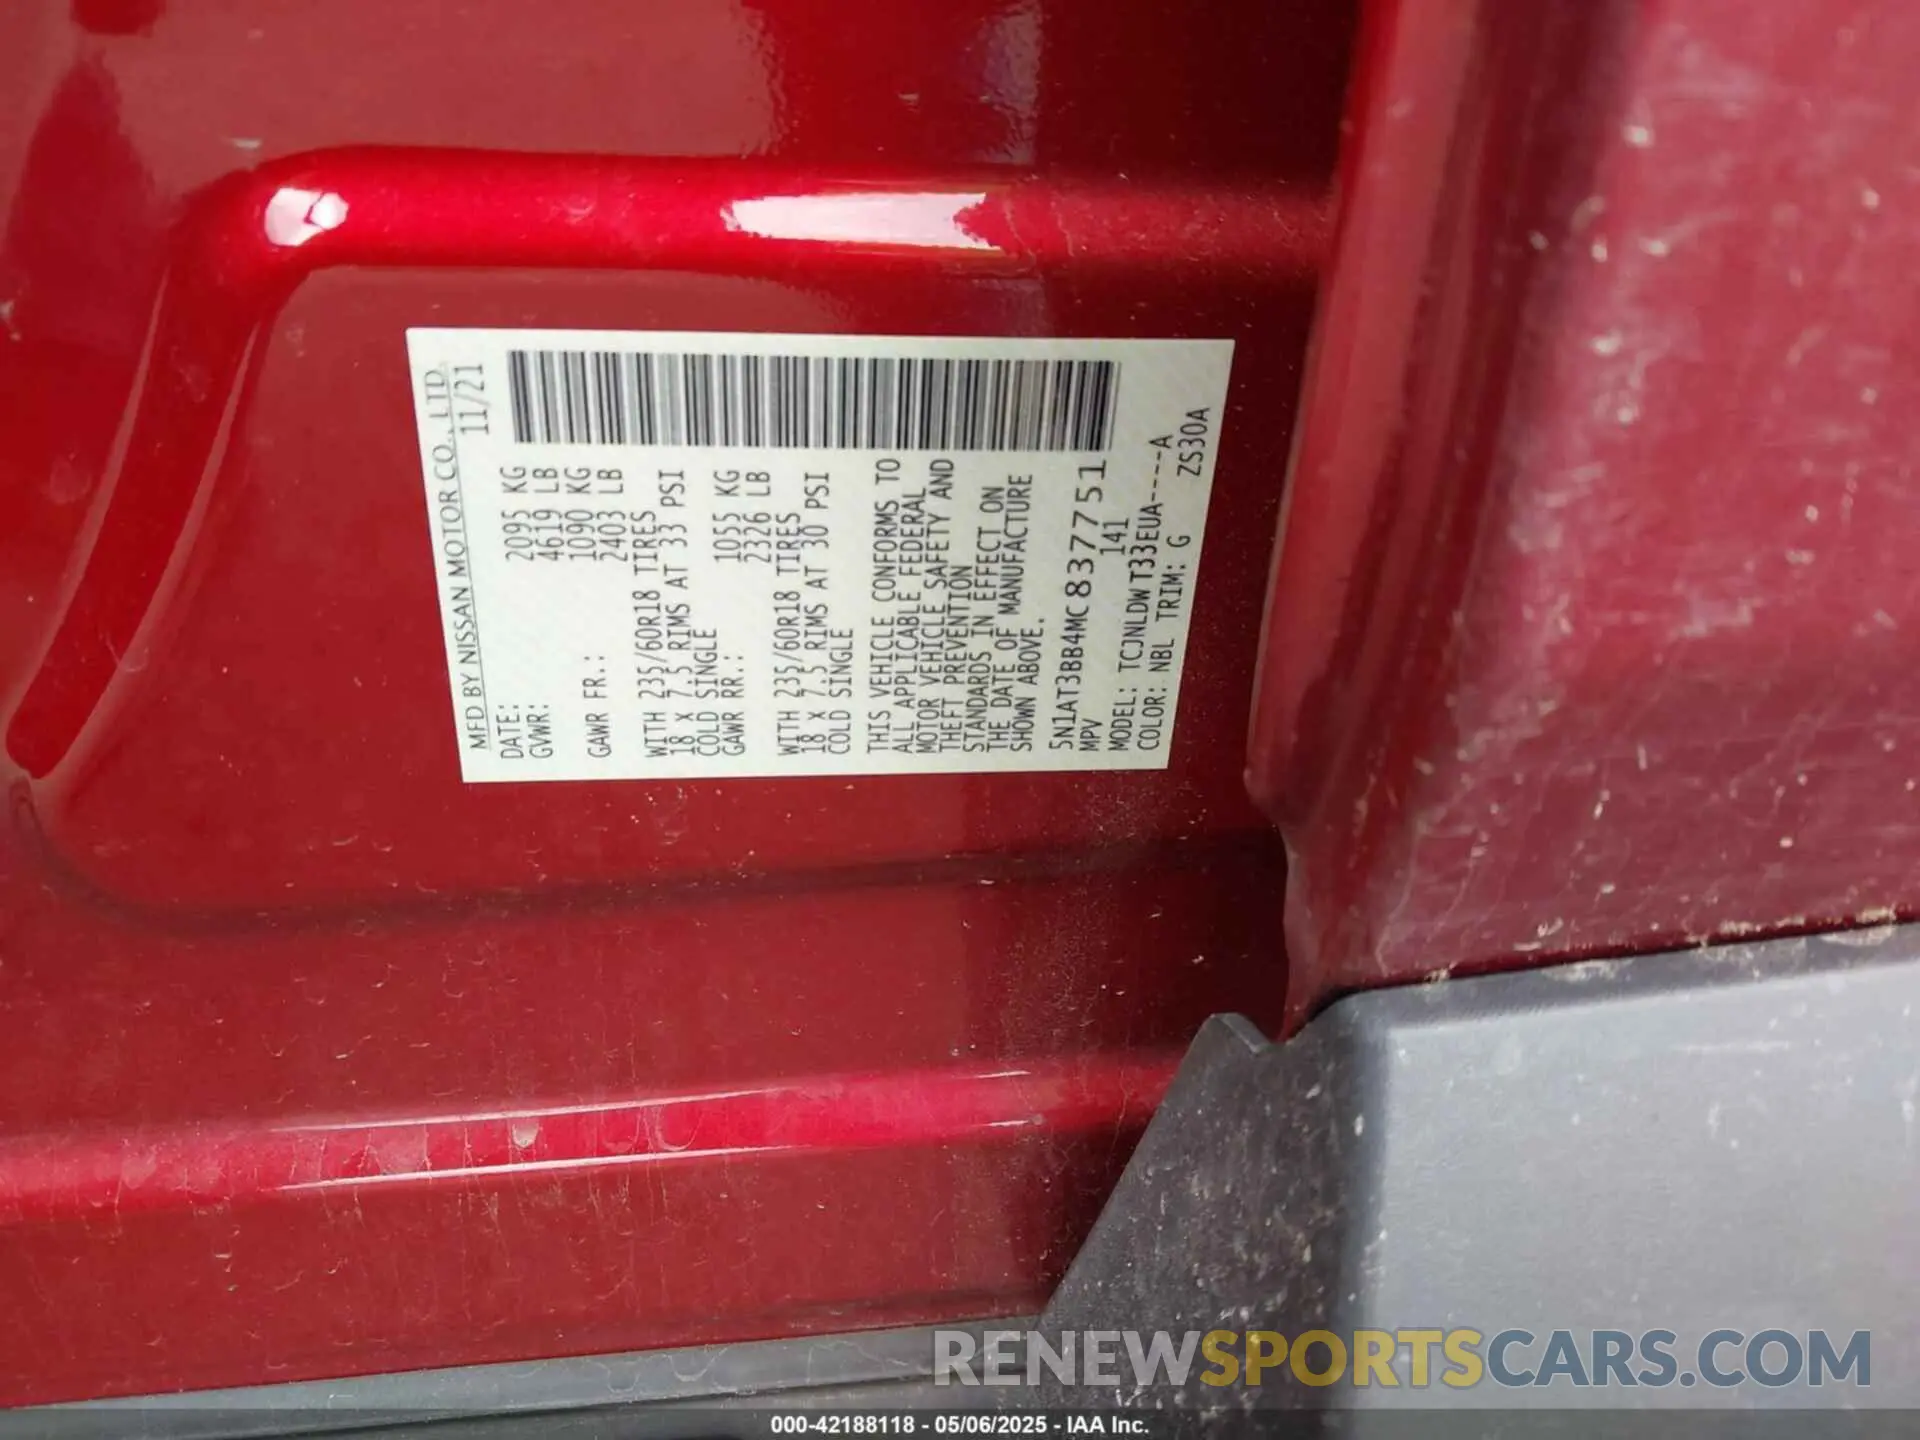 MFD BY NISSAN MOTOR CO., LTD.
DATE: 11/21
GVWR: 2095 KG
4619 LB
GAWR FR.: 1090 KG
2403 LB
WITH 235/60R18 TIRES
18 X 7.5 RIMS AT 33 PSI
COLD SINGLE
GAWR RR.: 1055 KG
2326 LB
WITH 235/60R18 TIRES
18 X 7.5 RIMS AT 30 PSI
COLD SINGLE
THIS VEHICLE CONFORMS TO
ALL APPLICABLE FEDERAL
MOTOR VEHICLE SAFETY AND
THEFT PREVENTION
STANDARDS IN EFFECT ON
THE DATE OF MANUFACTURE
SHOWN ABOVE.
5N1AT3BB4MC837751
MPV 141
MODEL: TCJNLDWT33EUA-----A
COLOR: NBL TRIM: G ZS30A
RENEWSPORTSCARS.COM
000-42188118 - 05/06/2025 - IAA Inc.